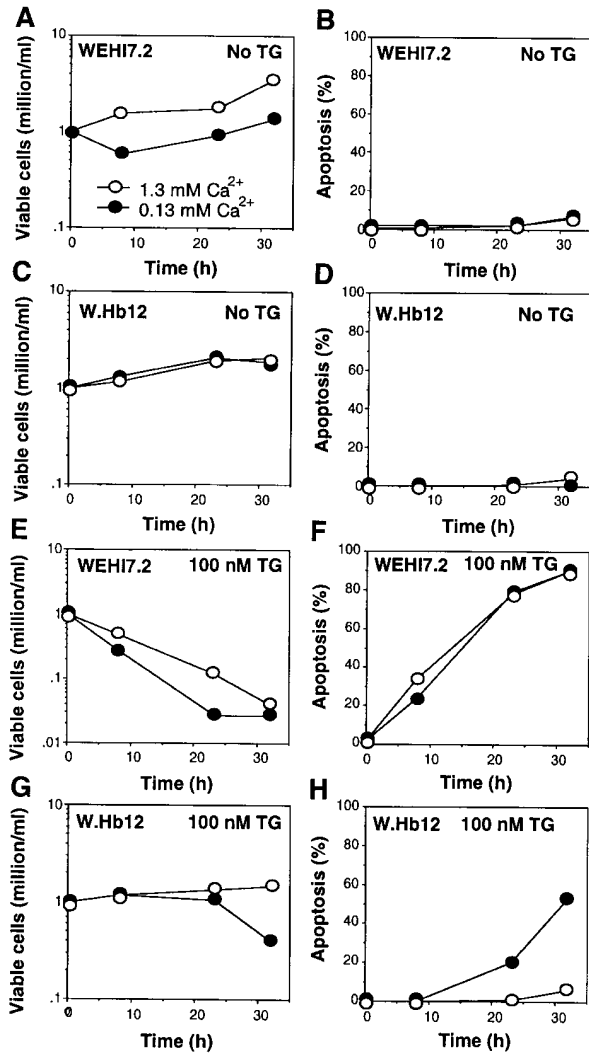 A
WEHI7.2 No TG
Viable cells (million/ml)
10
1
.1
1.3 mM Ca2+
0.13 mM Ca2+
0 10 20 30
Time (h)
B
WEHI7.2 No TG
Apoptosis (%)
100
80
60
40
20
0
0 10 20 30
Time (h)
C
W.Hb12 No TG
Viable cells (million/ml)
10
1
.1
0 10 20 30
Time (h)
D
W.Hb12 No TG
Apoptosis (%)
100
80
60
40
20
0
0 10 20 30
Time (h)
E
WEHI7.2 100 nM TG
Viable cells (million/ml)
10
1
.1
.01
0 10 20 30
Time (h)
F
WEHI7.2 100 nM TG
Apoptosis (%)
100
80
60
40
20
0
0 10 20 30
Time (h)
G
W.Hb12 100 nM TG
Viable cells (million/ml)
10
1
.1
0 10 20 30
Time (h)
H
W.Hb12 100 nM TG
Apoptosis (%)
100
80
60
40
20
0
0 10 20 30
Time (h)